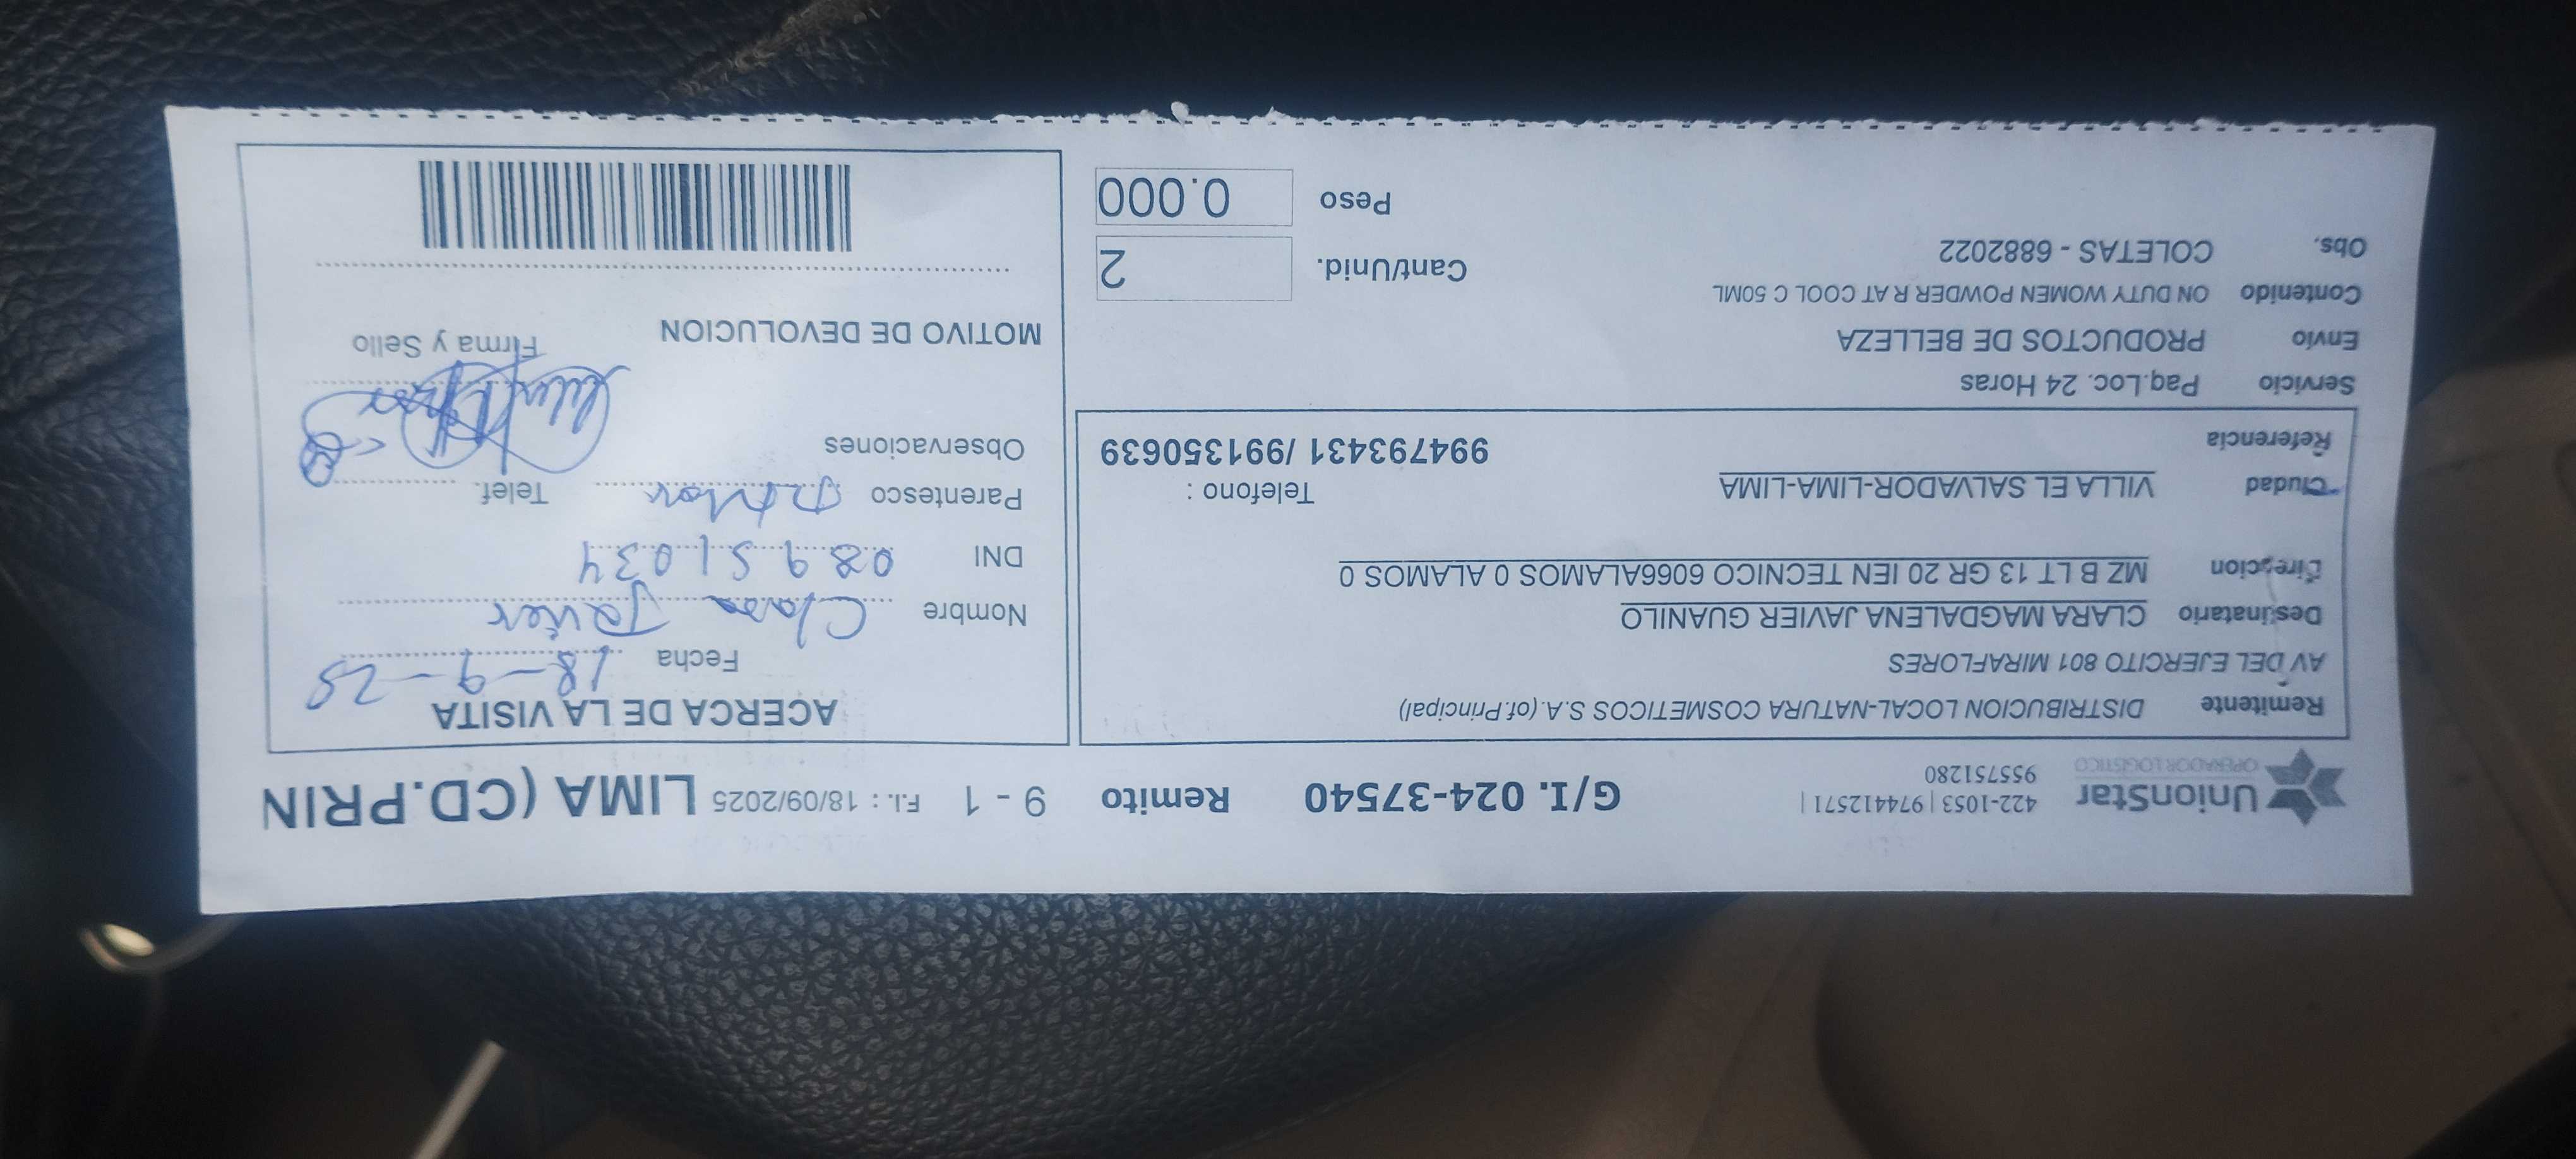 UnionStar
OPERADOR LOGISTICO
422-1053 | 974412571 |
955751280
G/I. 024-37540
Remito
9 - 1
F.I. : 18/09/2025
LIMA (CD.PRIN
Remitente DISTRIBUCION LOCAL-NATURA COSMETICOS S.A. (of.Principal)
AV DEL EJERCITO 801 MIRAFLORES
Destinatario CLARA MAGDALENA JAVIER GUANILO
Direccion MZ B LT 13 GR 20 IEN TECNICO 6066ALAMOS 0 ALAMOS 0
Ciudad VILLA EL SALVADOR-LIMA-LIMA
Telefono :
Referencia
994793431 /991350639
Servicio Paq.Loc. 24 Horas
Envio PRODUCTOS DE BELLEZA
Contenido ON DUTY WOMEN POWDER R AT COOL C 50ML
Obs. COLETAS - 6882022
Cant/Unid. 2
Peso 0.000
ACERCA DE LA VISITA
Fecha 18-9-25
Nombre Clara Javier
DNI 08951034
Parentesco
Telef.
Observaciones
Firma y Sello
MOTIVO DE DEVOLUCION